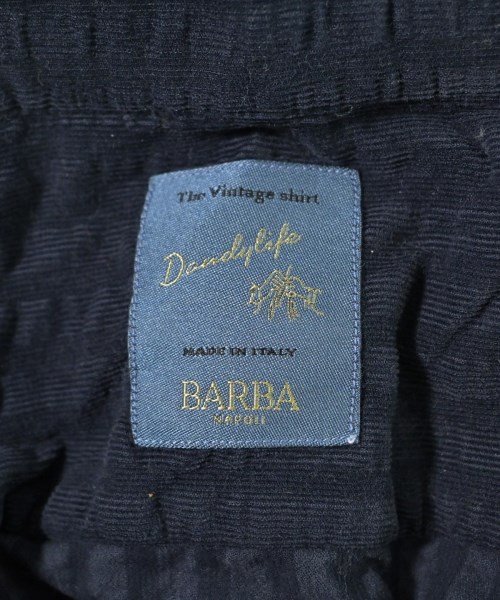 The Vintage shirt
Dandylife
MADE IN ITALY
BARBA
NAPOLI